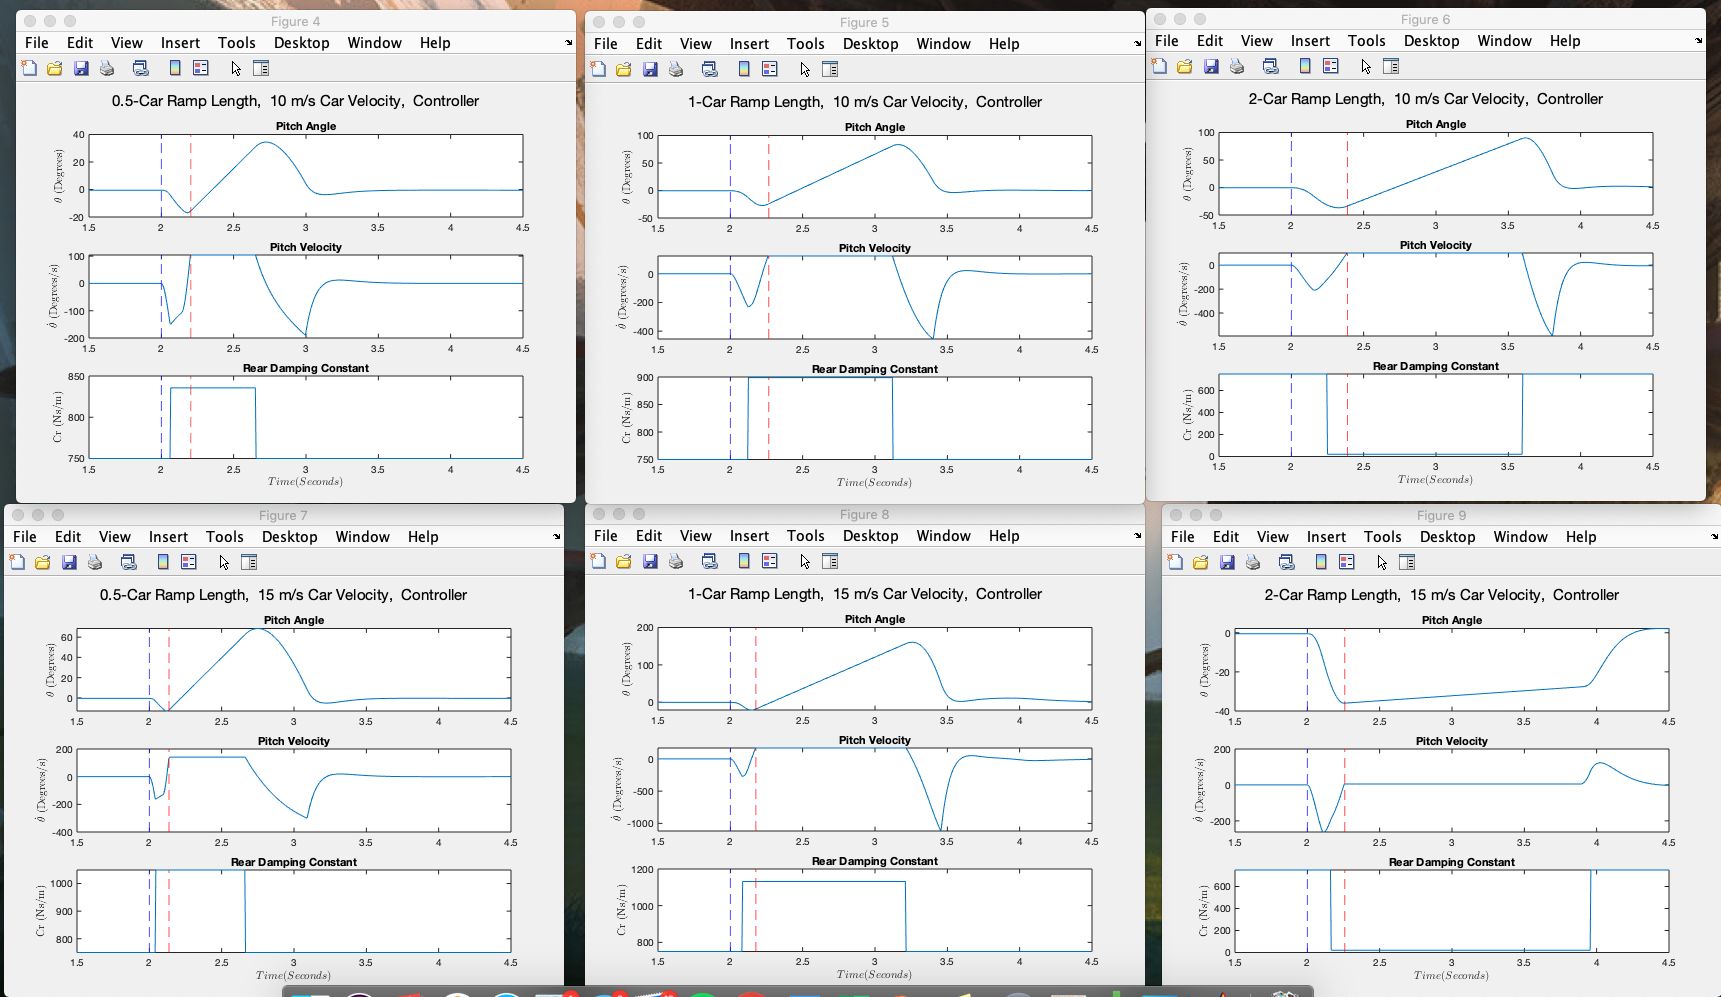 Figure 4
File Edit View Insert Tools Desktop Window Help
0.5-Car Ramp Length, 10 m/s Car Velocity, Controller
Pitch Angle
θ (Degrees)
40
20
0
-20
1.5 2 2.5 3 3.5 4 4.5
Pitch Velocity
θ̇ (Degrees/s)
100
0
-100
-200
1.5 2 2.5 3 3.5 4 4.5
Rear Damping Constant
Cr (Ns/m)
850
800
750
1.5 2 2.5 3 3.5 4 4.5
Time(Seconds)
Figure 5
File Edit View Insert Tools Desktop Window Help
1-Car Ramp Length, 10 m/s Car Velocity, Controller
Pitch Angle
θ (Degrees)
100
50
0
-50
1.5 2 2.5 3 3.5 4 4.5
Pitch Velocity
θ̇ (Degrees/s)
0
-200
-400
1.5 2 2.5 3 3.5 4 4.5
Rear Damping Constant
Cr (Ns/m)
900
850
800
750
1.5 2 2.5 3 3.5 4 4.5
Time(Seconds)
Figure 6
File Edit View Insert Tools Desktop Window Help
2-Car Ramp Length, 10 m/s Car Velocity, Controller
Pitch Angle
θ (Degrees)
100
50
0
-50
1.5 2 2.5 3 3.5 4 4.5
Pitch Velocity
θ̇ (Degrees/s)
0
-200
-400
1.5 2 2.5 3 3.5 4 4.5
Rear Damping Constant
Cr (Ns/m)
600
400
200
0
1.5 2 2.5 3 3.5 4 4.5
Time(Seconds)
Figure 7
File Edit View Insert Tools Desktop Window Help
0.5-Car Ramp Length, 15 m/s Car Velocity, Controller
Pitch Angle
θ (Degrees)
60
40
20
0
1.5 2 2.5 3 3.5 4 4.5
Pitch Velocity
θ̇ (Degrees/s)
200
0
-200
-400
1.5 2 2.5 3 3.5 4 4.5
Rear Damping Constant
Cr (Ns/m)
1000
900
800
1.5 2 2.5 3 3.5 4 4.5
Time(Seconds)
Figure 8
File Edit View Insert Tools Desktop Window Help
1-Car Ramp Length, 15 m/s Car Velocity, Controller
Pitch Angle
θ (Degrees)
200
100
0
1.5 2 2.5 3 3.5 4 4.5
Pitch Velocity
θ̇ (Degrees/s)
0
-500
-1000
1.5 2 2.5 3 3.5 4 4.5
Rear Damping Constant
Cr (Ns/m)
1200
1000
800
1.5 2 2.5 3 3.5 4 4.5
Time(Seconds)
Figure 9
File Edit View Insert Tools Desktop Window Help
2-Car Ramp Length, 15 m/s Car Velocity, Controller
Pitch Angle
θ (Degrees)
0
-20
-40
1.5 2 2.5 3 3.5 4 4.5
Pitch Velocity
θ̇ (Degrees/s)
200
0
-200
1.5 2 2.5 3 3.5 4 4.5
Rear Damping Constant
Cr (Ns/m)
600
400
200
0
1.5 2 2.5 3 3.5 4 4.5
Time(Seconds)